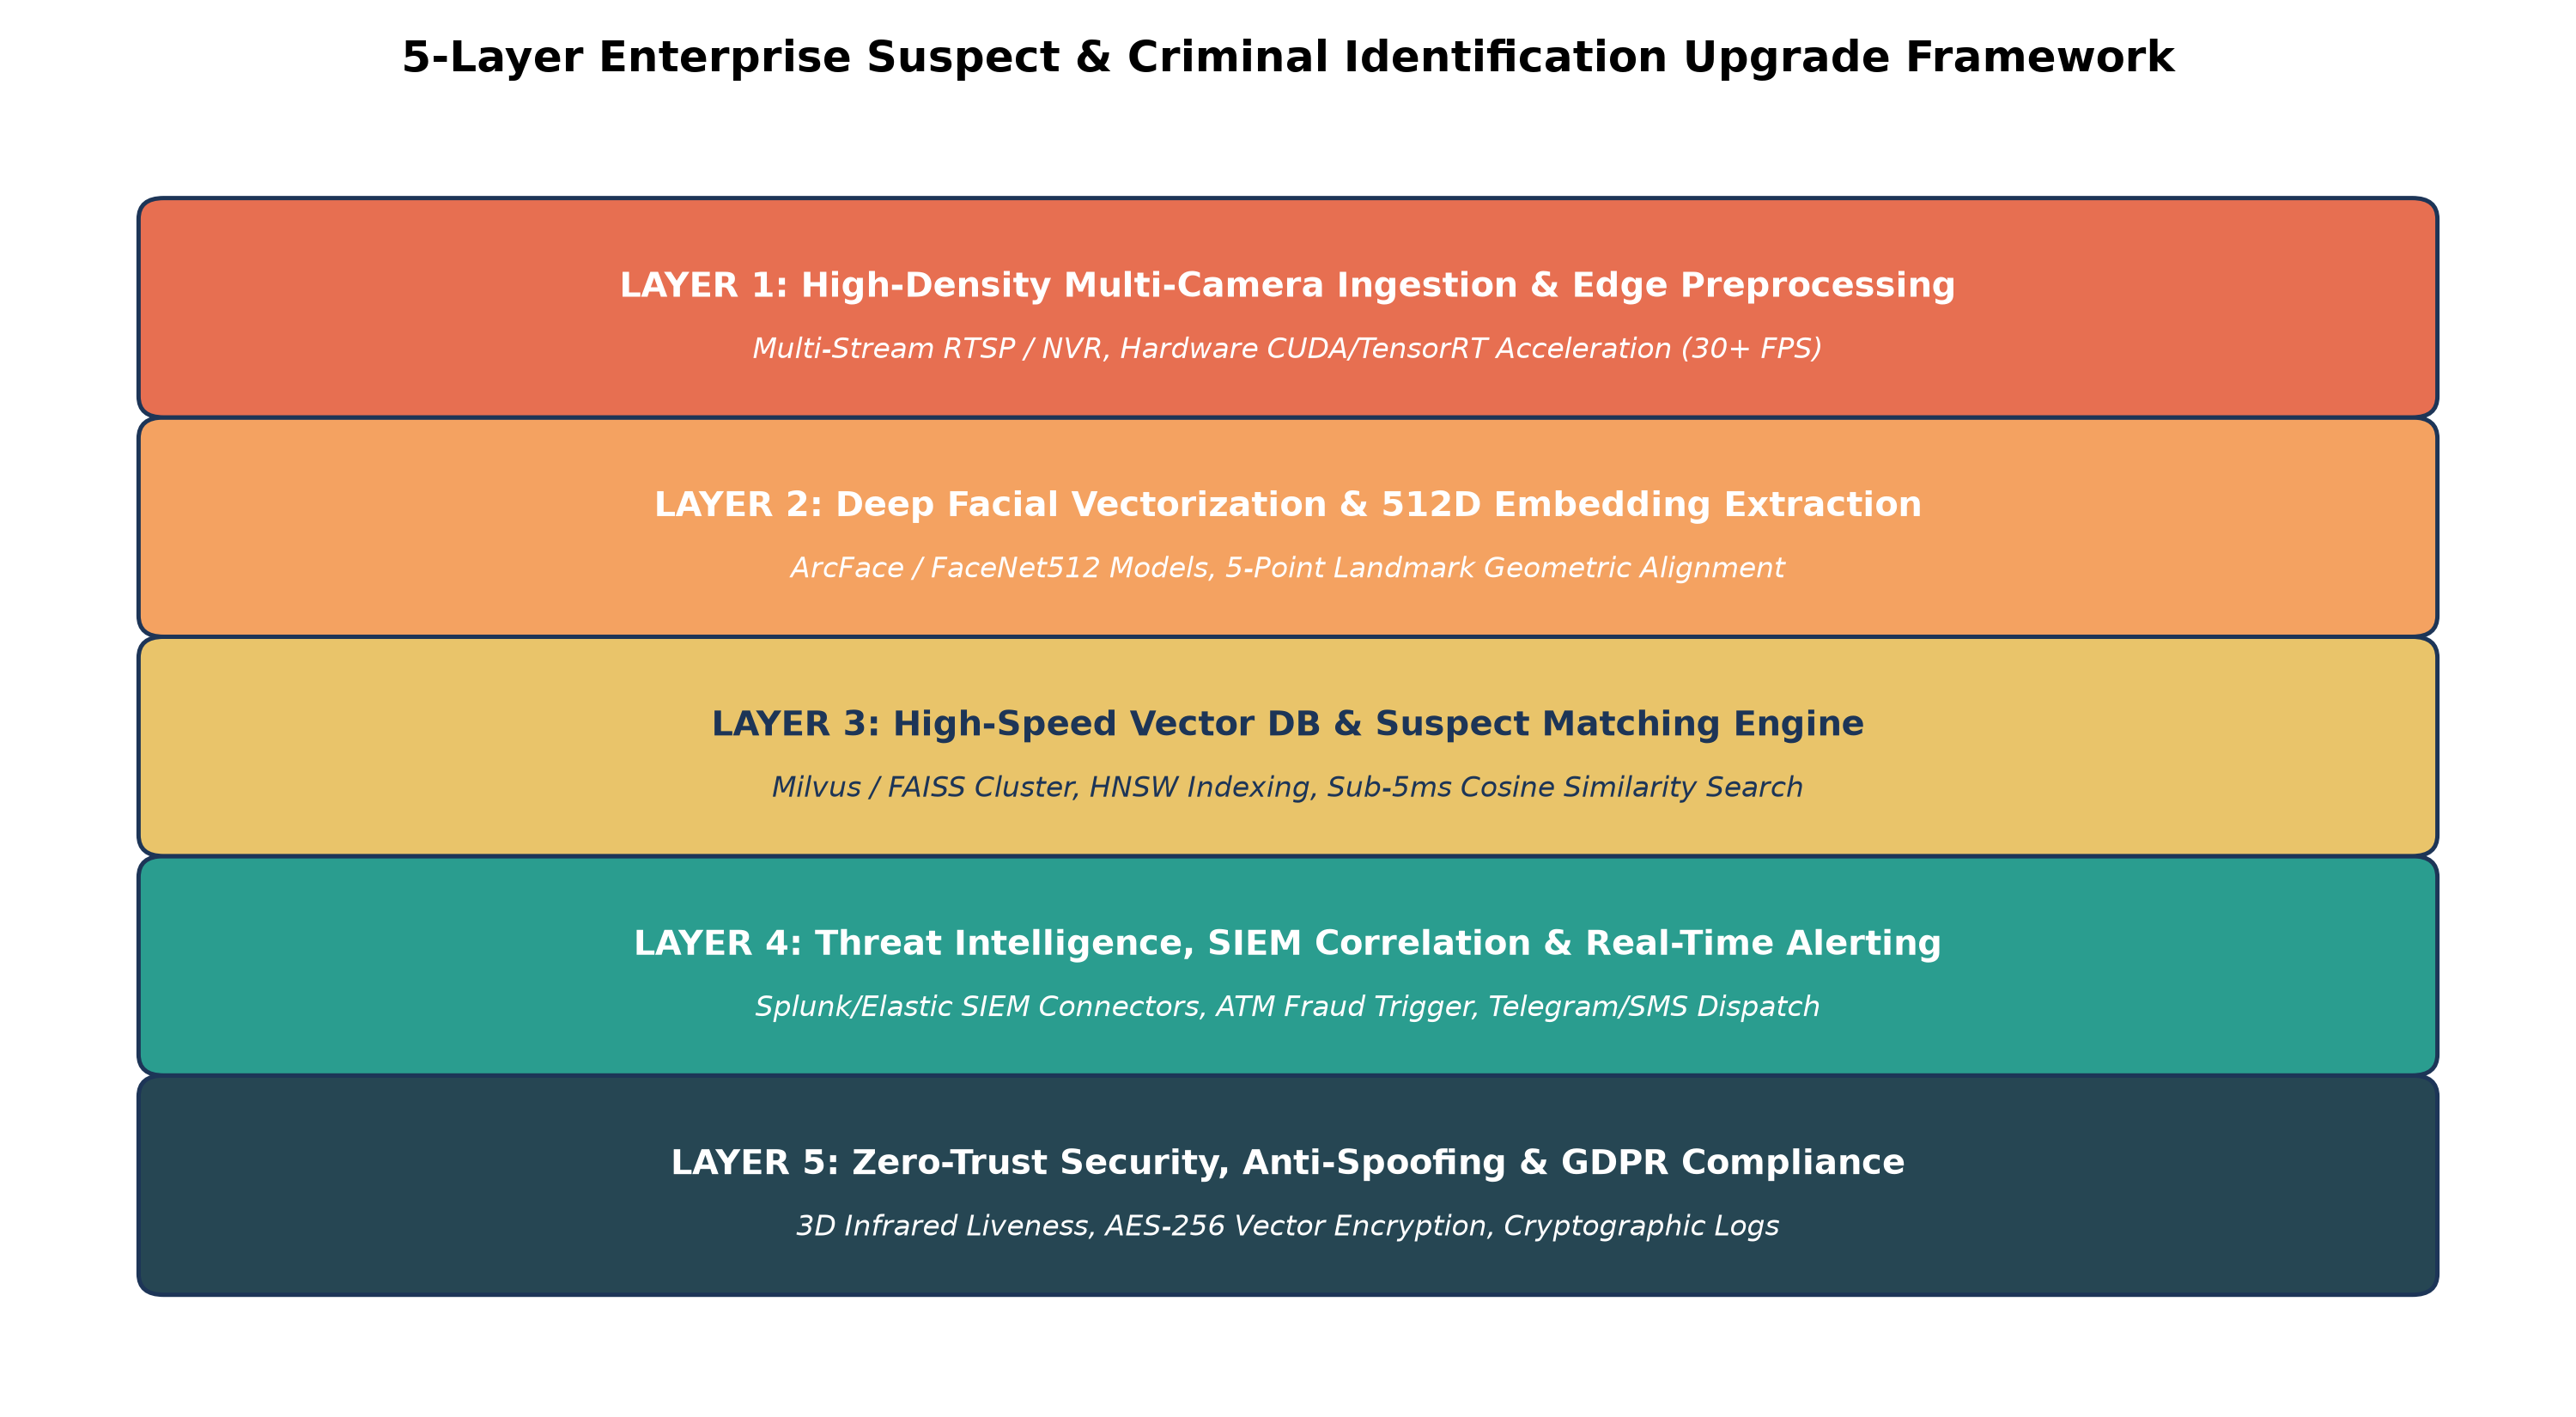 5-Layer Enterprise Suspect & Criminal Identification Upgrade Framework
LAYER 1: High-Density Multi-Camera Ingestion & Edge Preprocessing
Multi-Stream RTSP / NVR, Hardware CUDA/TensorRT Acceleration (30+ FPS)
LAYER 2: Deep Facial Vectorization & 512D Embedding Extraction
ArcFace / FaceNet512 Models, 5-Point Landmark Geometric Alignment
LAYER 3: High-Speed Vector DB & Suspect Matching Engine
Milvus / FAISS Cluster, HNSW Indexing, Sub-5ms Cosine Similarity Search
LAYER 4: Threat Intelligence, SIEM Correlation & Real-Time Alerting
Splunk/Elastic SIEM Connectors, ATM Fraud Trigger, Telegram/SMS Dispatch
LAYER 5: Zero-Trust Security, Anti-Spoofing & GDPR Compliance
3D Infrared Liveness, AES-256 Vector Encryption, Cryptographic Logs